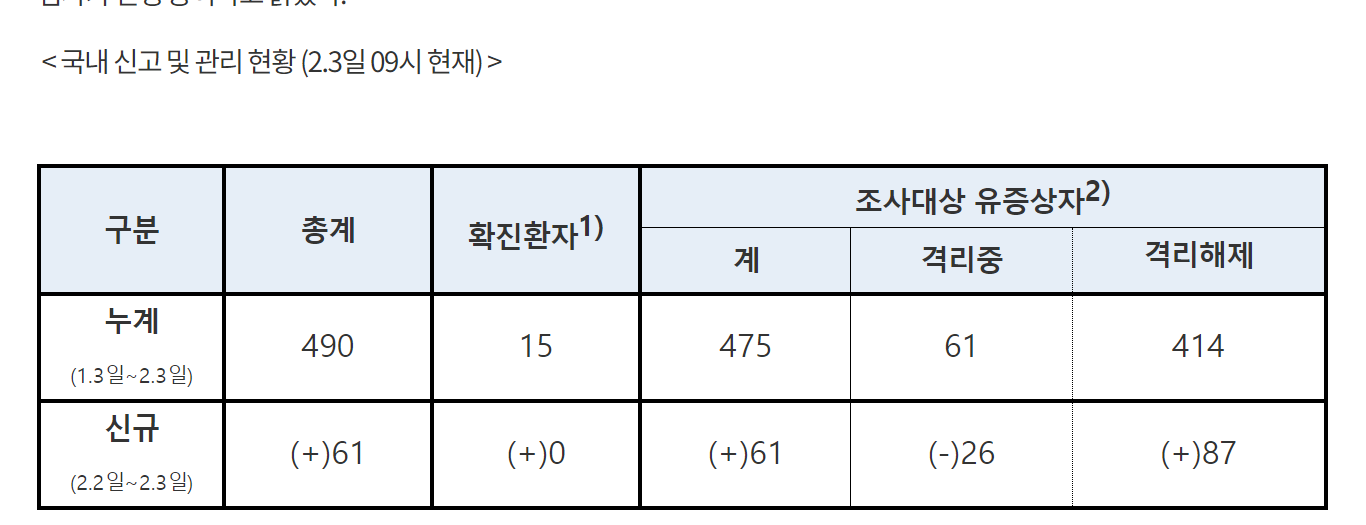 < 국내 신고 및 관리 현황 (2.3일 09시 현재) >
구분 총계 확진환자1) 조사대상 유증상자2)
계 격리중 격리해제
누계
(1.3일~2.3일) 490 15 475 61 414
신규
(2.2일~2.3일) (+)61 (+)0 (+)61 (-)26 (+)87